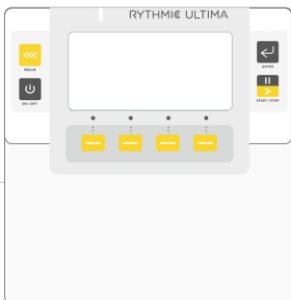 RYTHMIC ULTIMA
BOLUS
ENTER
ON / OFF
START / STOP